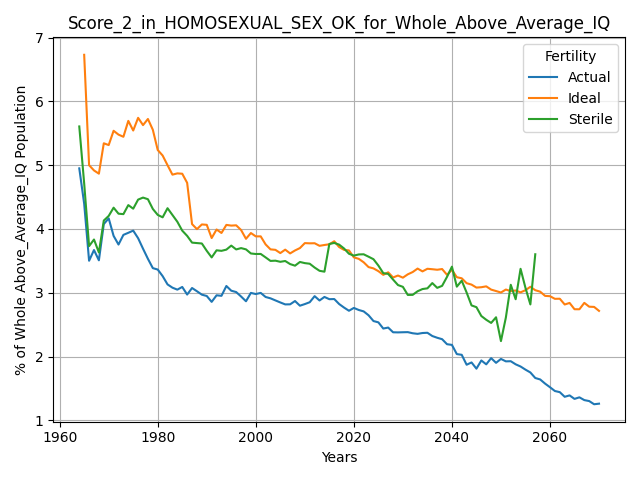 Score_2_in_HOMOSEXUAL_SEX_OK_for_Whole_Above_Average_IQ
% of Whole Above_Average_IQ Population
7
6
5
4
3
2
1
Fertility
Actual
Ideal
Sterile
1960 1980 2000 2020 2040 2060
Years